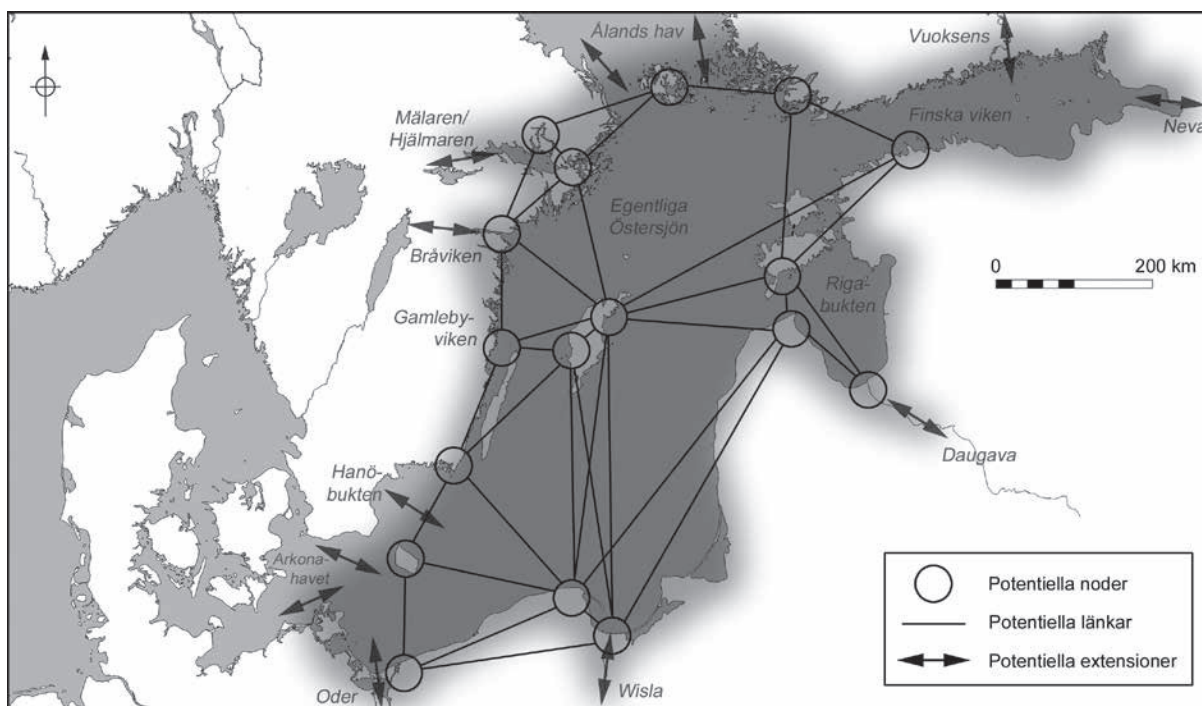 Ålands hav
Vuoksens
Mälaren/
Hjälmaren
Finska viken
Neva
Egentliga
Östersjön
Bråviken
0 200 km
Riga-
bukten
Gamleby-
viken
Daugava
Hanö-
bukten
Arkona-
havet
Oder
Wisla
Potentiella noder
Potentiella länkar
Potentiella extensioner